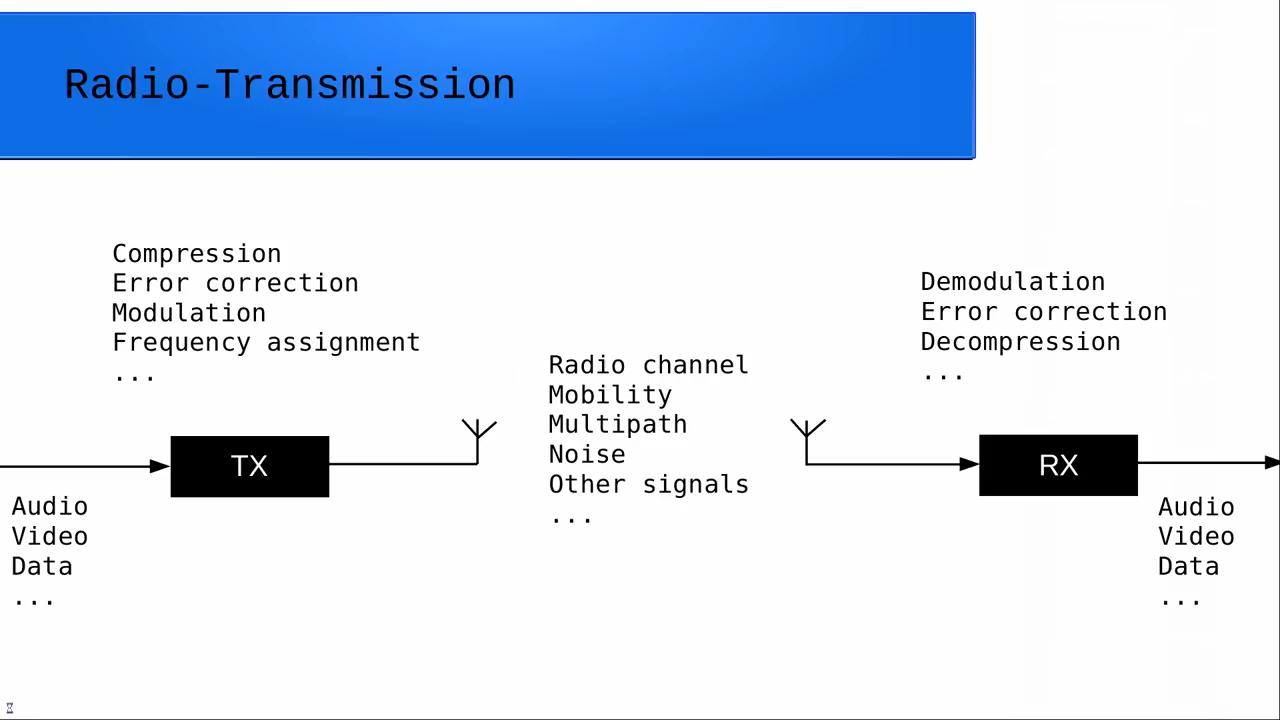 Radio-Transmission
Compression
Error correction
Modulation
Frequency assignment
...
Radio channel
Mobility
Multipath
Noise
Other signals
...
Demodulation
Error correction
Decompression
...
TX
RX
Audio
Video
Data
...
Audio
Video
Data
...